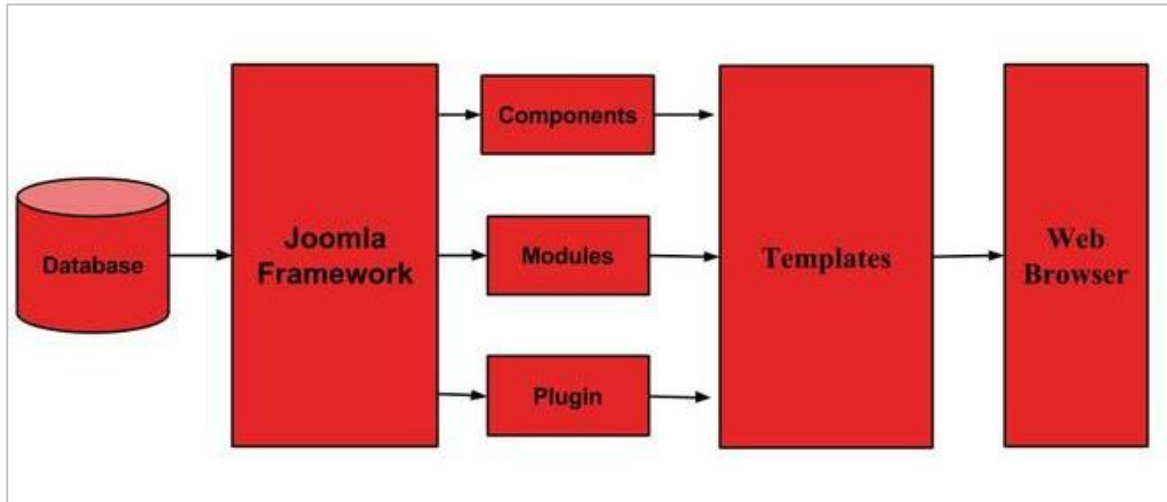 Database
Joomla
Framework
Components
Modules
Plugin
Templates
Web
Browser